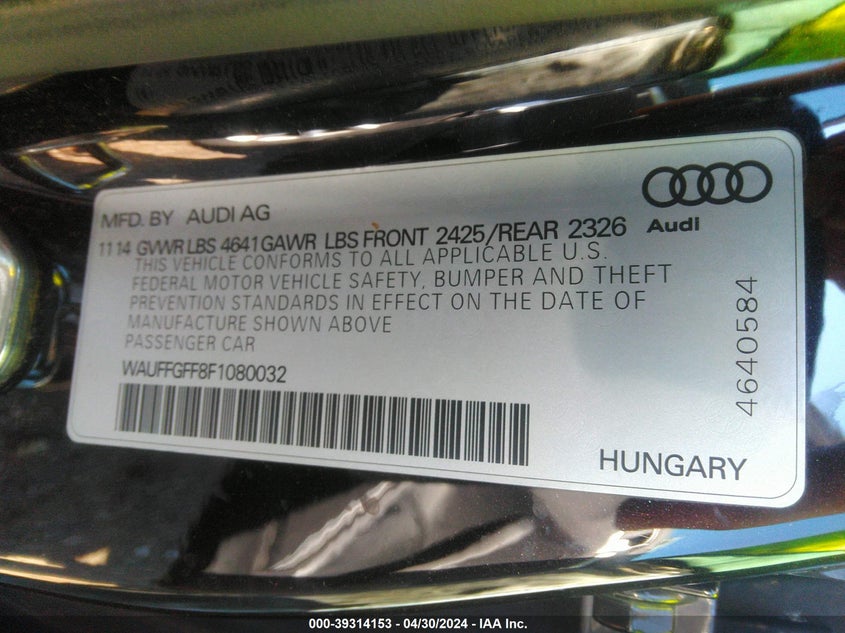 MFD. BY AUDI AG
1114 GVWR LBS 4641 GAWR LBS FRONT 2425/REAR 2326
THIS VEHICLE CONFORMS TO ALL APPLICABLE U.S.
FEDERAL MOTOR VEHICLE SAFETY, BUMPER AND THEFT
PREVENTION STANDARDS IN EFFECT ON THE DATE OF
MANUFACTURE SHOWN ABOVE
PASSENGER CAR
WAUFFGFF8F1080032
Audi
4640584
HUNGARY
000-39314153 - 04/30/2024 - IAA Inc.